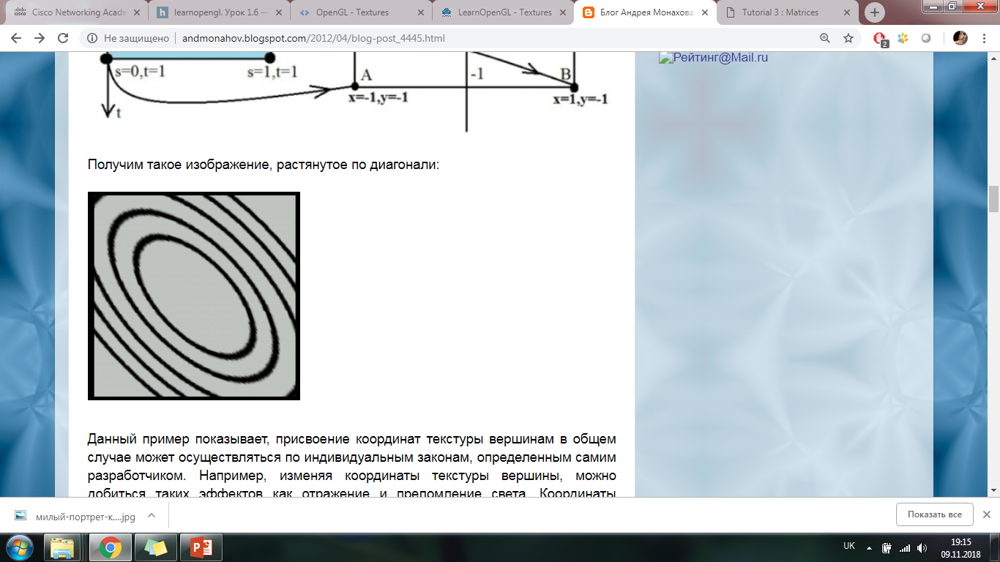 Cisco Networking Acade
learnopengl. Урок 1.6 —
OpenGL - Textures
LearnOpenGL - Textures
Блог Андрея Монахова
Tutorial 3 : Matrices
Не защищено
andmonahov.blogspot.com/2012/04/blog-post_4445.html
2
s=0,t=1
s=1,t=1
t
A
-1
B
x=-1,y=-1
x=1,y=-1
Рейтинг@Mail.ru
Получим такое изображение, растянутое по диагонали:
Данный пример показывает, присвоение координат текстуры вершинам в общем
случае может осуществляться по индивидуальным законам, определенным самим
разработчиком. Например, изменяя координаты текстуры вершины, можно
добиться таких эффектов как отражение и преломление света. Координаты
милый-портрет-к....jpg
Показать все
UK
19:15
09.11.2018